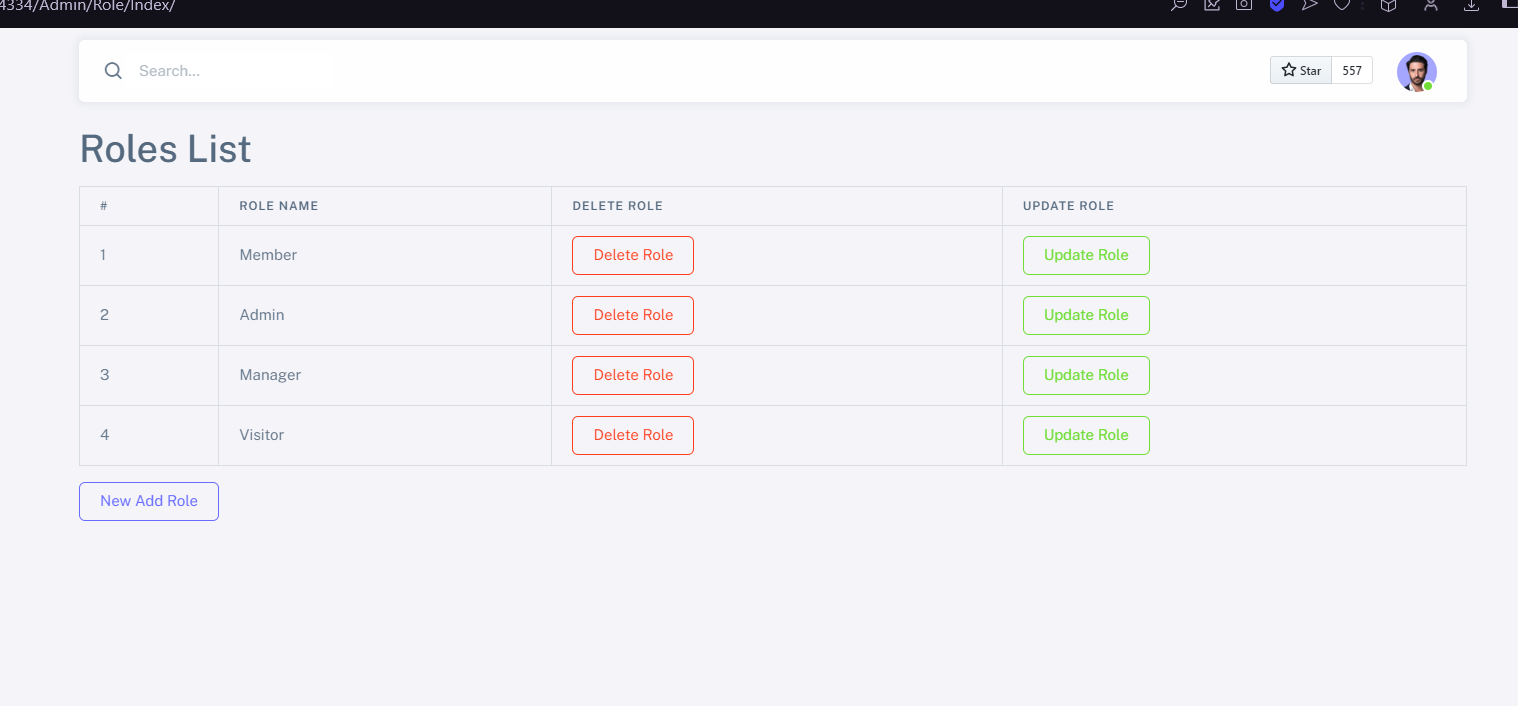 4334/Admin/Role/Index/
Search...
Star 557
Roles List
# ROLE NAME DELETE ROLE UPDATE ROLE
1 Member Delete Role Update Role
2 Admin Delete Role Update Role
3 Manager Delete Role Update Role
4 Visitor Delete Role Update Role
New Add Role